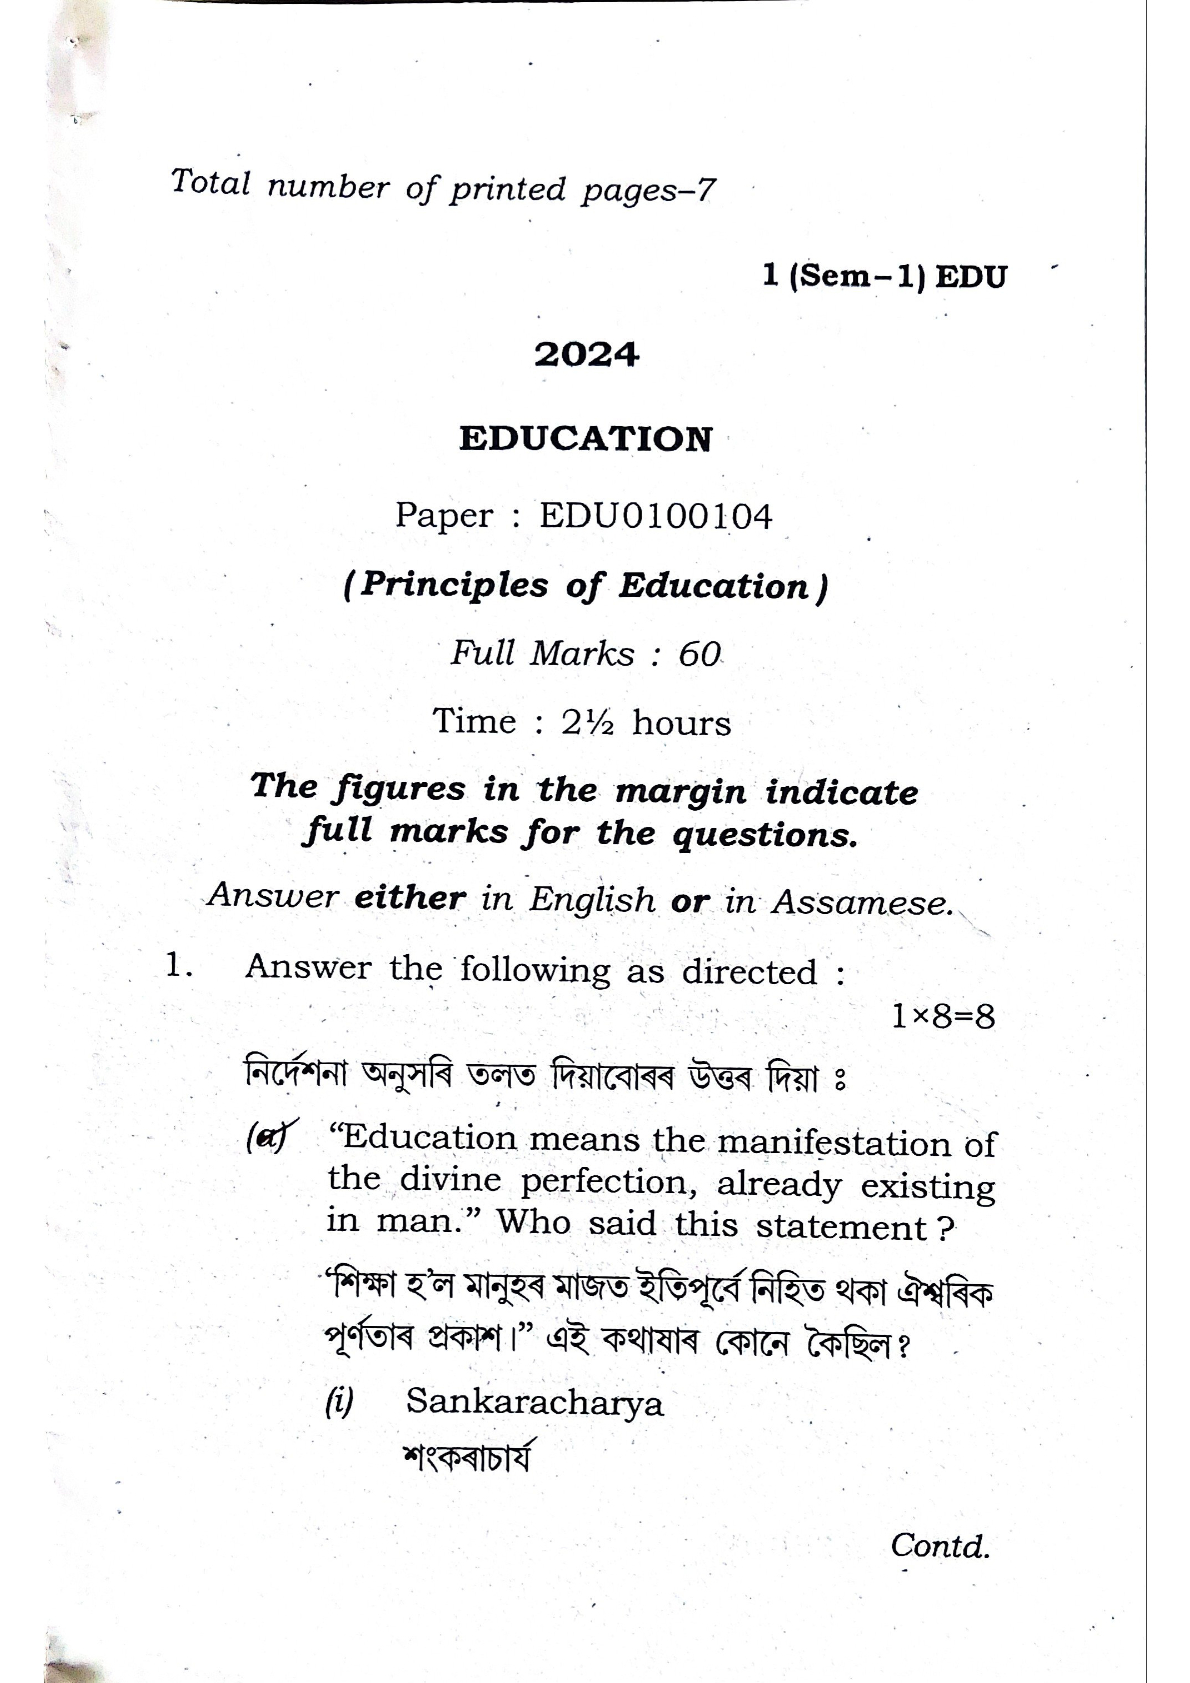 Total number of printed pages–7
1 (Sem–1) EDU
2024
EDUCATION
Paper : EDU0100104
(Principles of Education)
Full Marks : 60
Time : 2½ hours
The figures in the margin indicate
full marks for the questions.
Answer either in English or in Assamese.
1. Answer the following as directed :
1×8=8
নিৰ্দেশনা অনুসৰি তলত দিয়াবোৰৰ উত্তৰ দিয়া ঃ
(a) “Education means the manifestation of
the divine perfection, already existing
in man.” Who said this statement ?
‘শিক্ষা হ’ল মানুহৰ মাজত ইতিপূৰ্বে নিহিত থকা ঐশ্বৰিক
পূৰ্ণতাৰ প্ৰকাশ।” এই কথাষাৰ কোনে কৈছিল ?
(i) Sankaracharya
শংকৰাচাৰ্য
Contd.